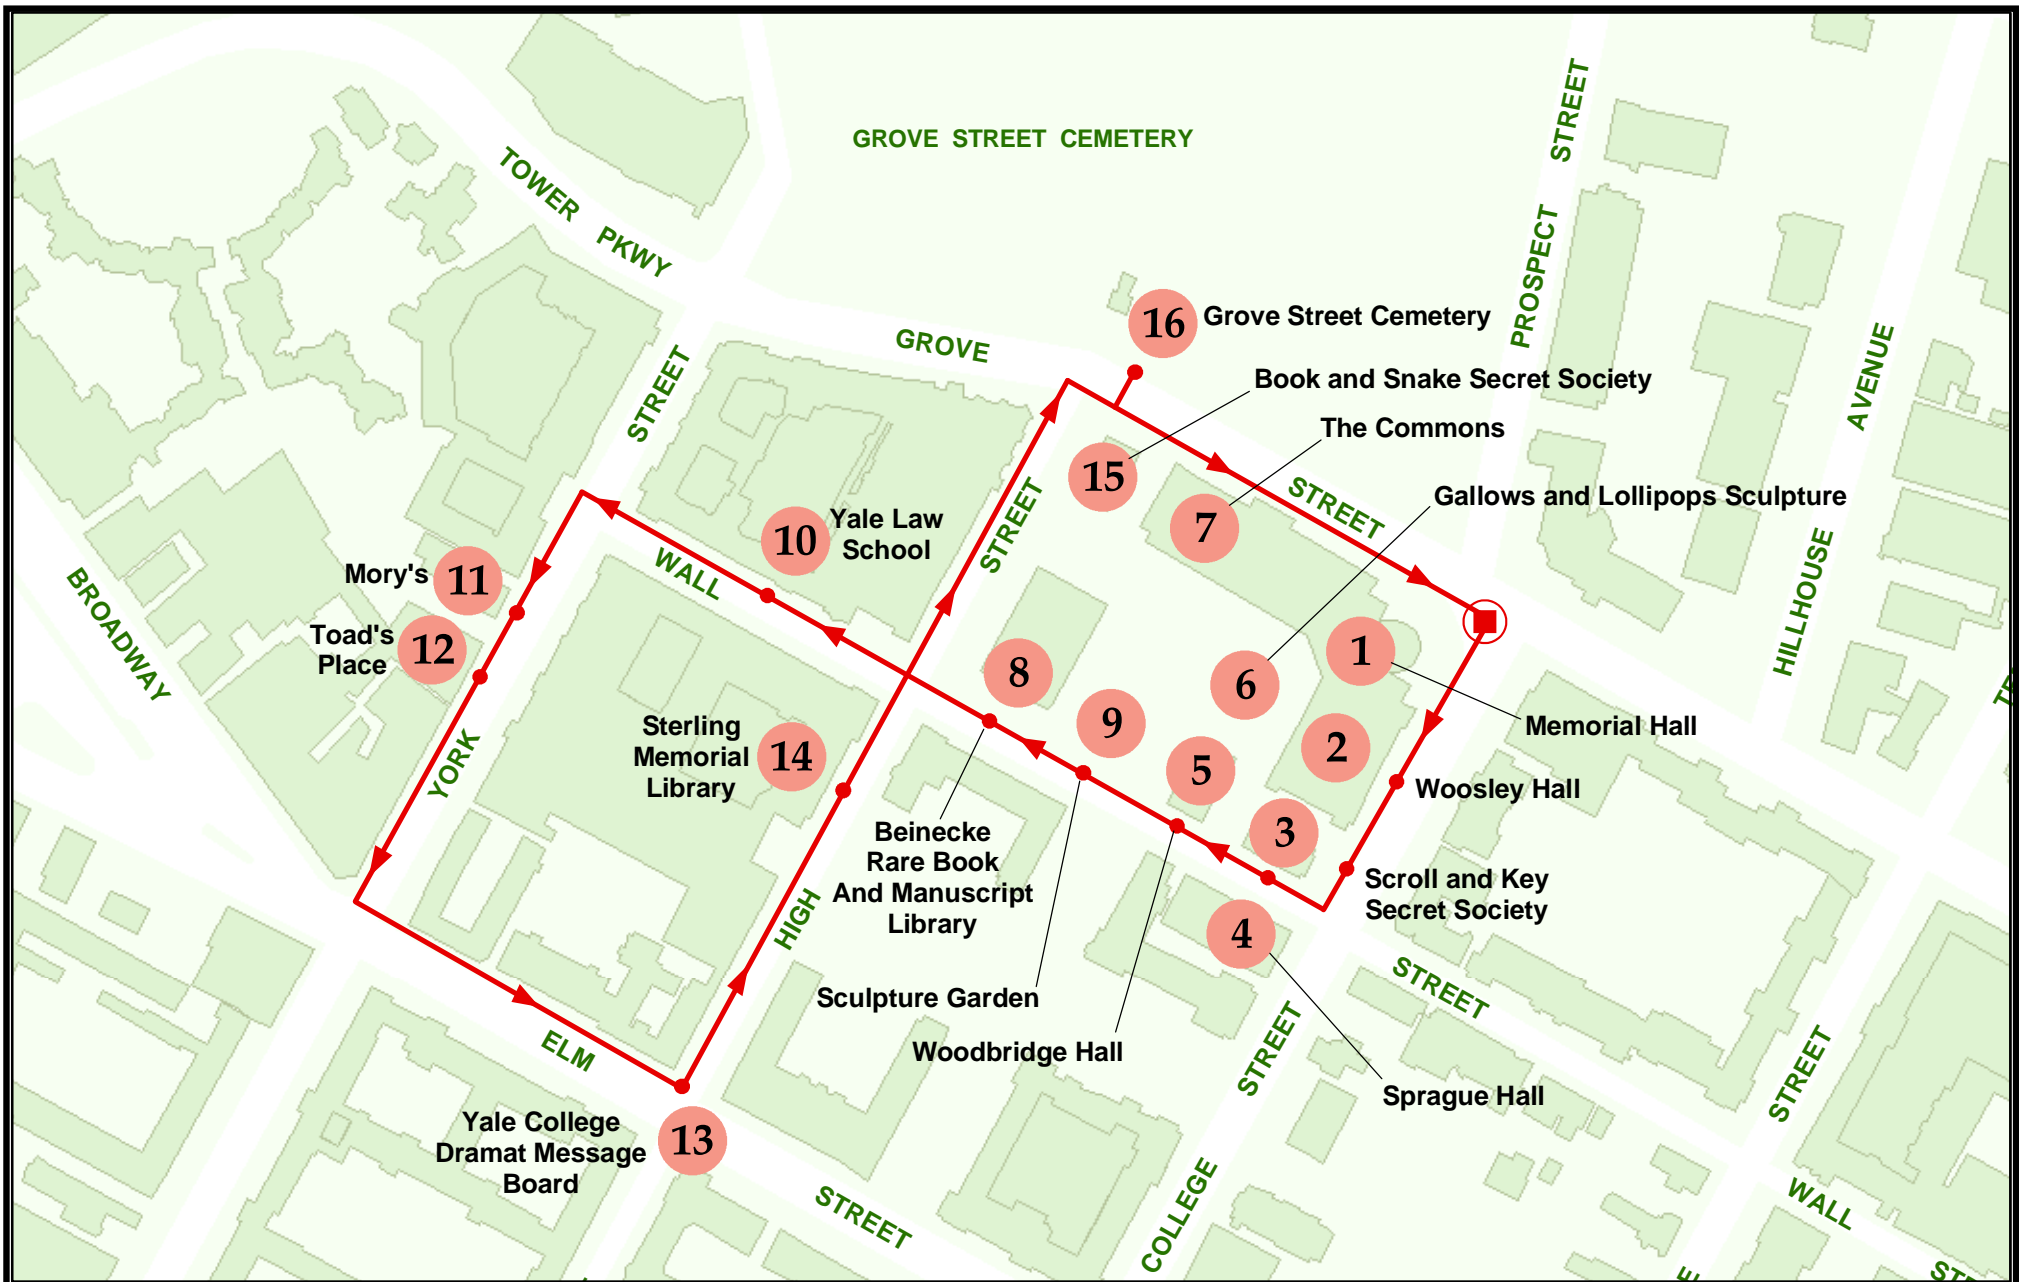 GROVE STREET CEMETERY
STREET
TOWER PKWY
PROSPECT
16
Grove Street Cemetery
GROVE
AVENUE
STREET
Book and Snake Secret Society
The Commons
15
STREET
7
STREET
Gallows and Lollipops Sculpture
10
Yale Law
School
WALL
Mory's
11
BROADWAY
HILLHOUSE
Toad's
Place
12
1
8
6
Memorial Hall
9
2
Sterling
Memorial
Library
14
5
Woosley Hall
YORK
3
Beinecke
Rare Book
And Manuscript
Library
Scroll and Key
Secret Society
HIGH
4
STREET
Sculpture Garden
ELM
Woodbridge Hall
STREET
STREET
Sprague Hall
Yale College
Dramat Message
Board
13
STREET
COLLEGE
WALL